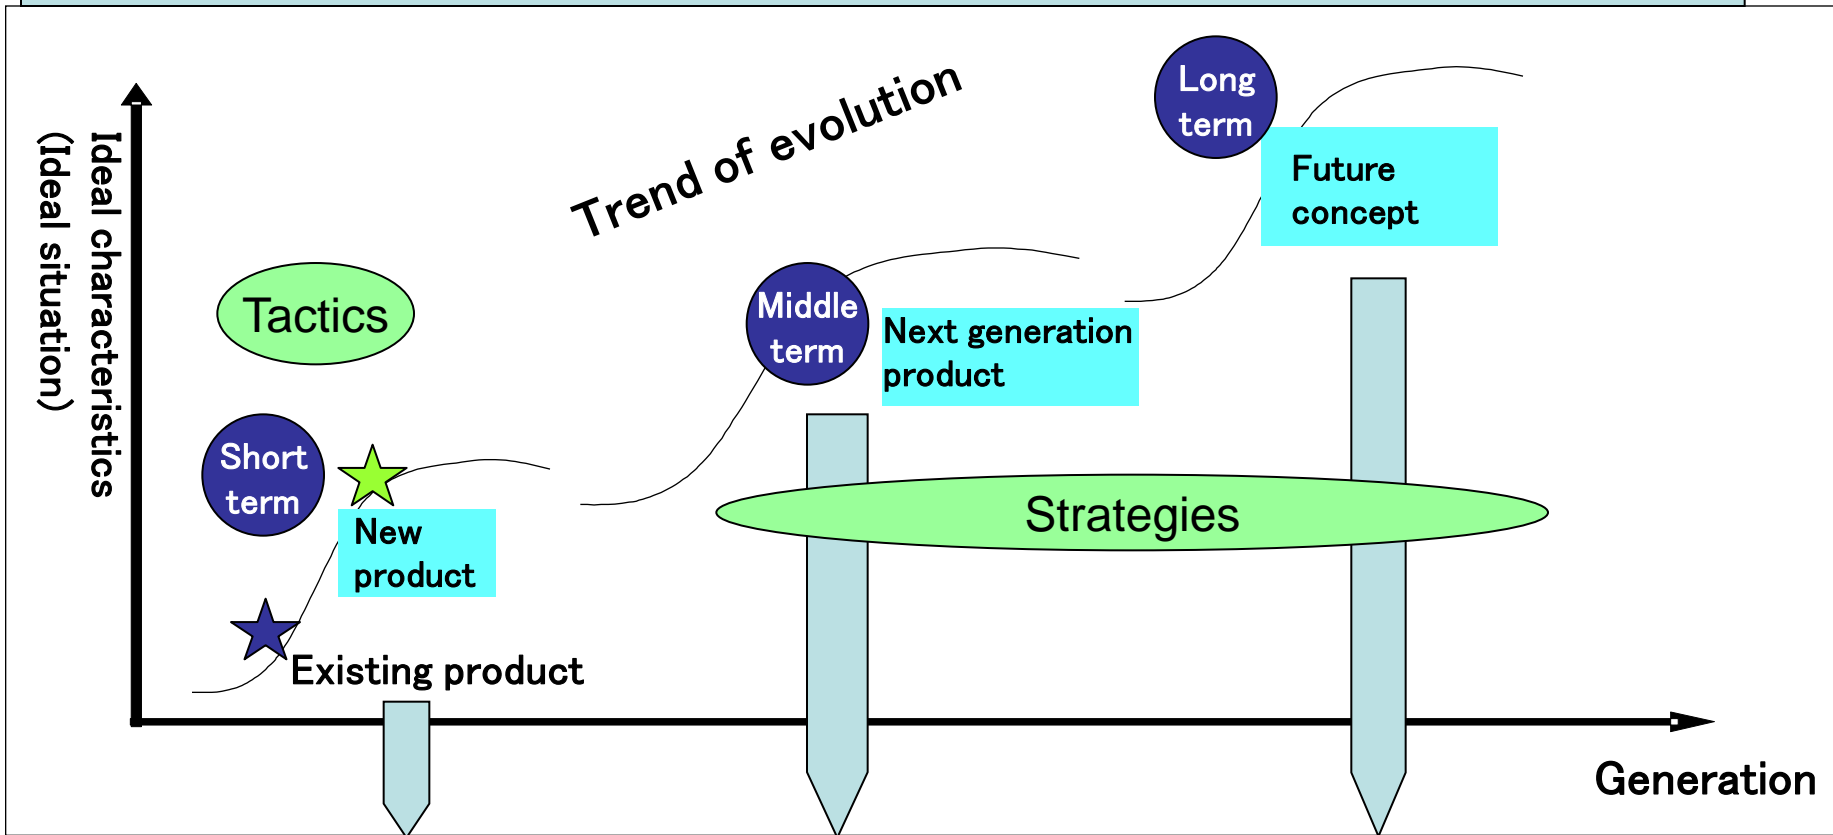 Ideal characteristics
(Ideal situation)
Trend of evolution
Long
term
Future
concept
Tactics
Middle
term
Next generation
product
Short
term
New
product
Strategies
Existing product
Generation